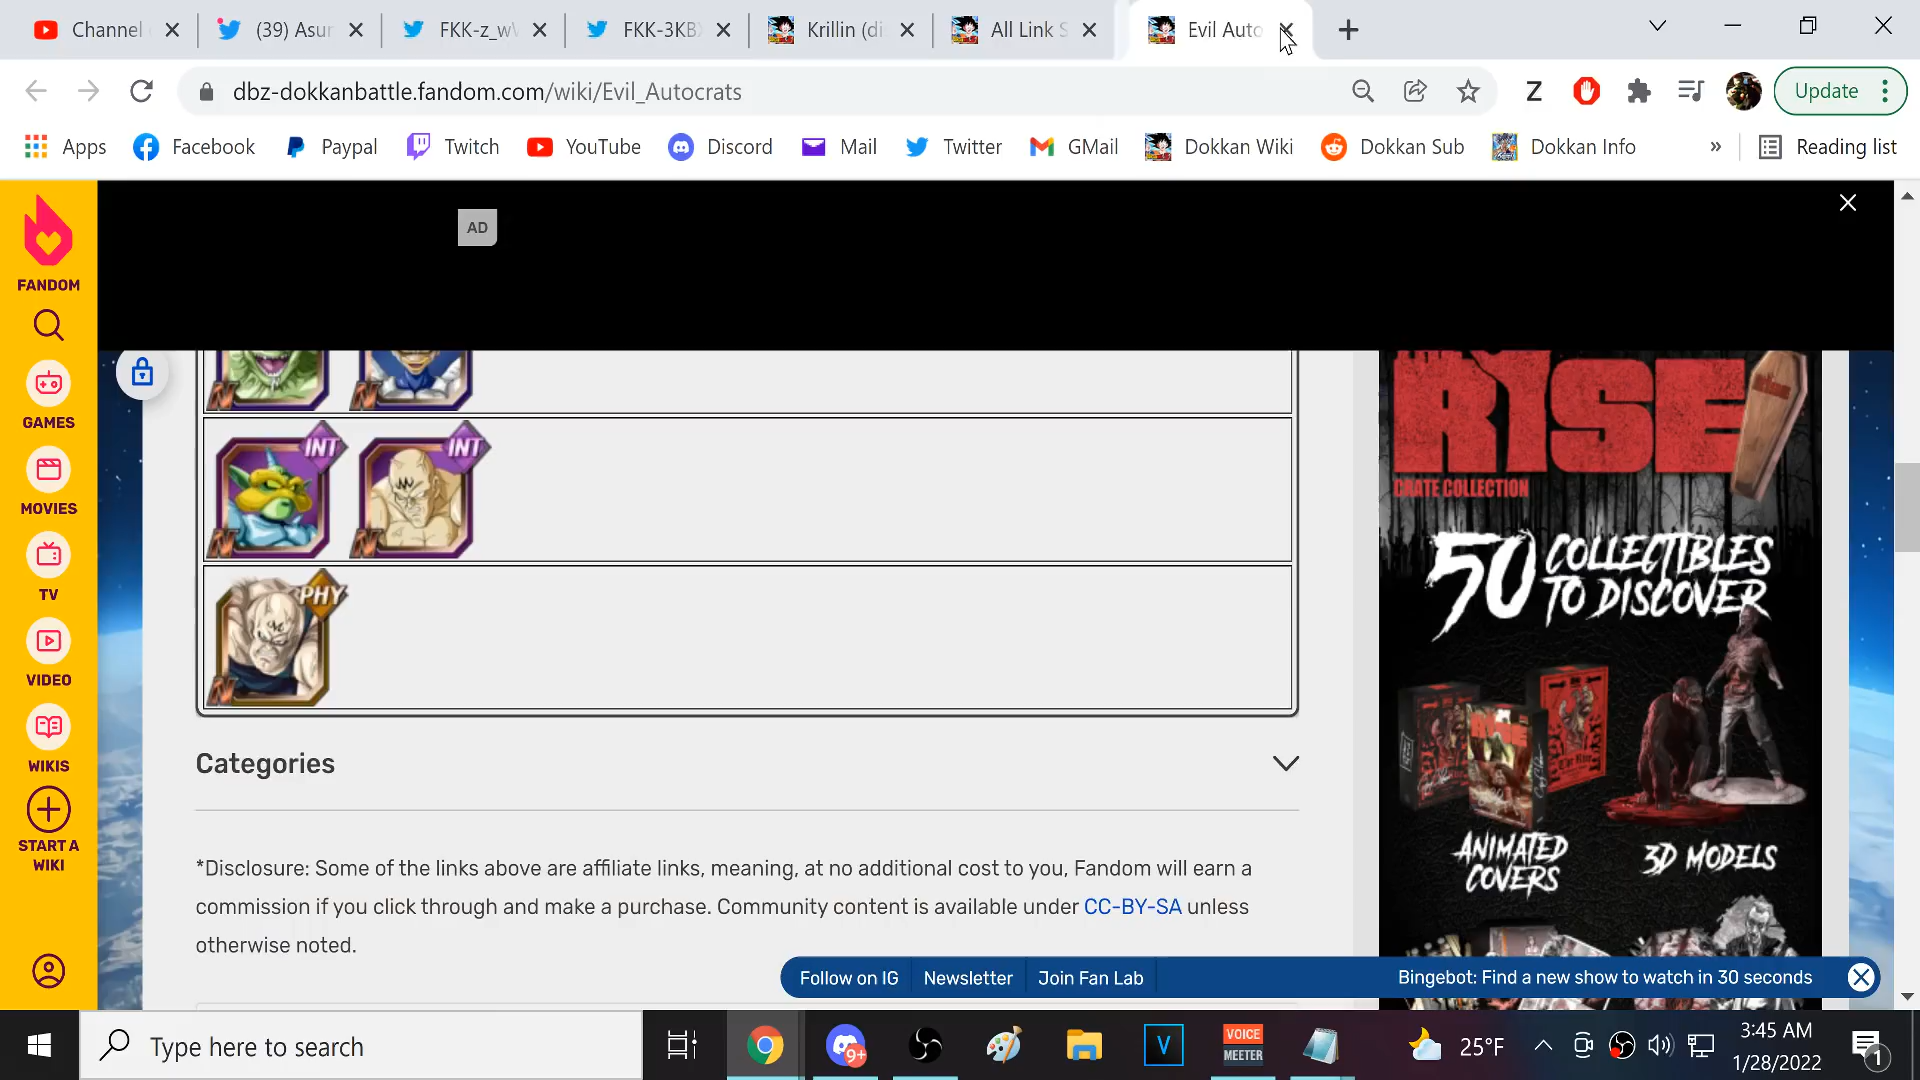 Channel
(39) Asur
FKK-z_w
FKK-3KB
Krillin (di
All Link S
Evil Auto
dbz-dokkanbattle.fandom.com/wiki/Evil_Autocrats
Z
Update
Apps
Facebook
Paypal
Twitch
YouTube
Discord
Mail
Twitter
GMail
Dokkan Wiki
Dokkan Sub
Dokkan Info
»
Reading list
AD
FANDOM
GAMES
MOVIES
TV
VIDEO
WIKIS
START A
WIKI
N
N
INT
INT
N
N
PHY
N
Categories
*Disclosure: Some of the links above are affiliate links, meaning, at no additional cost to you, Fandom will earn a
commission if you click through and make a purchase. Community content is available under CC-BY-SA unless
otherwise noted.
RISE
CRATE COLLECTION
50 COLLECTIBLES
TO DISCOVER
ANIMATED
COVERS
3D MODELS
Follow on IG
Newsletter
Join Fan Lab
Bingebot: Find a new show to watch in 30 seconds
Type here to search
9+
V
VOICE
MEETER
25°F
3:45 AM
1/28/2022
1